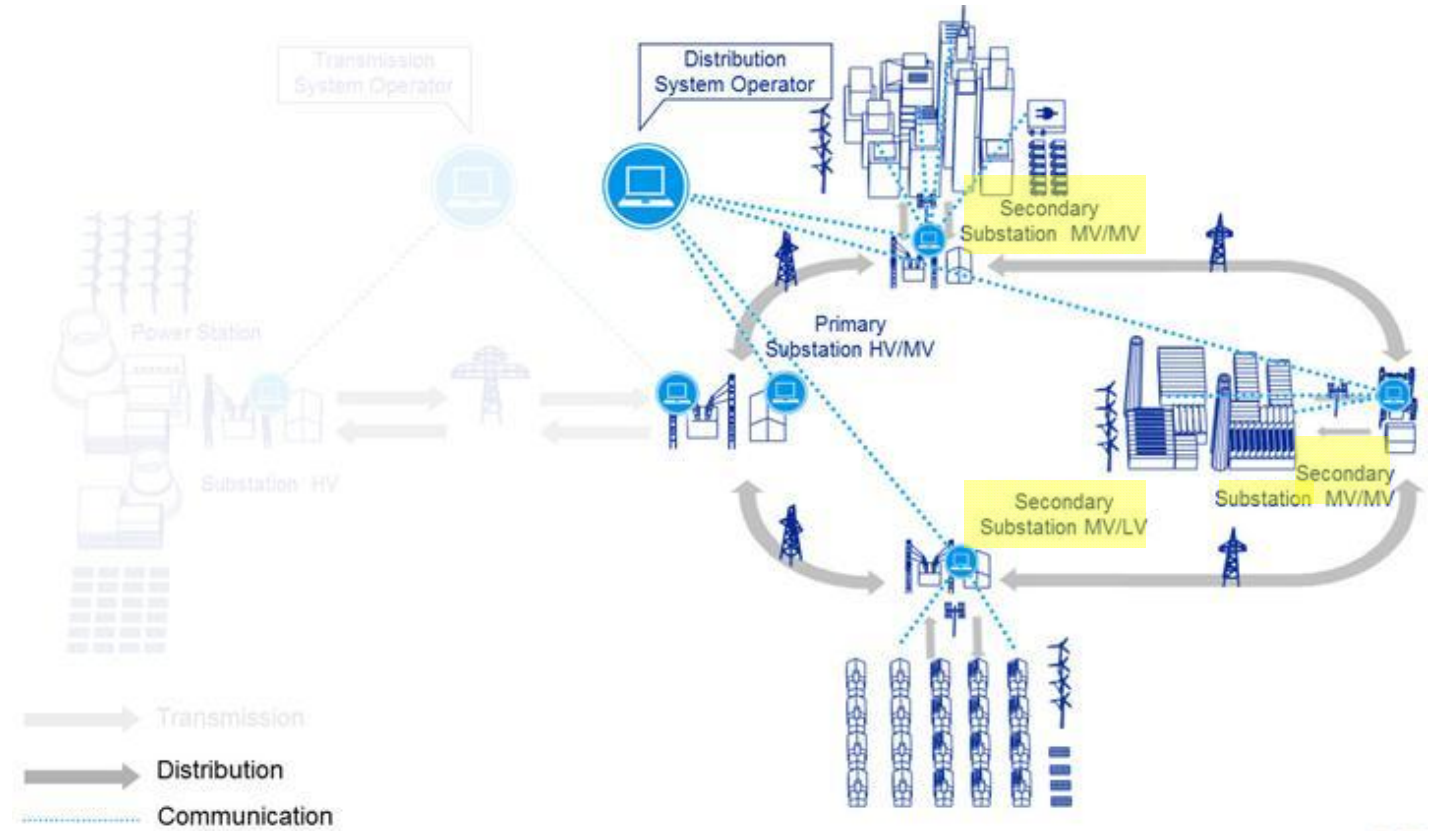 Transmission
System Operator
Distribution
System Operator
Secondary
Substation MV/MV
Power Station
Primary
Substation HV/MV
Substation HV
Secondary
Substation MV/MV
Secondary
Substation MV/LV
Transmission
Distribution
Communication